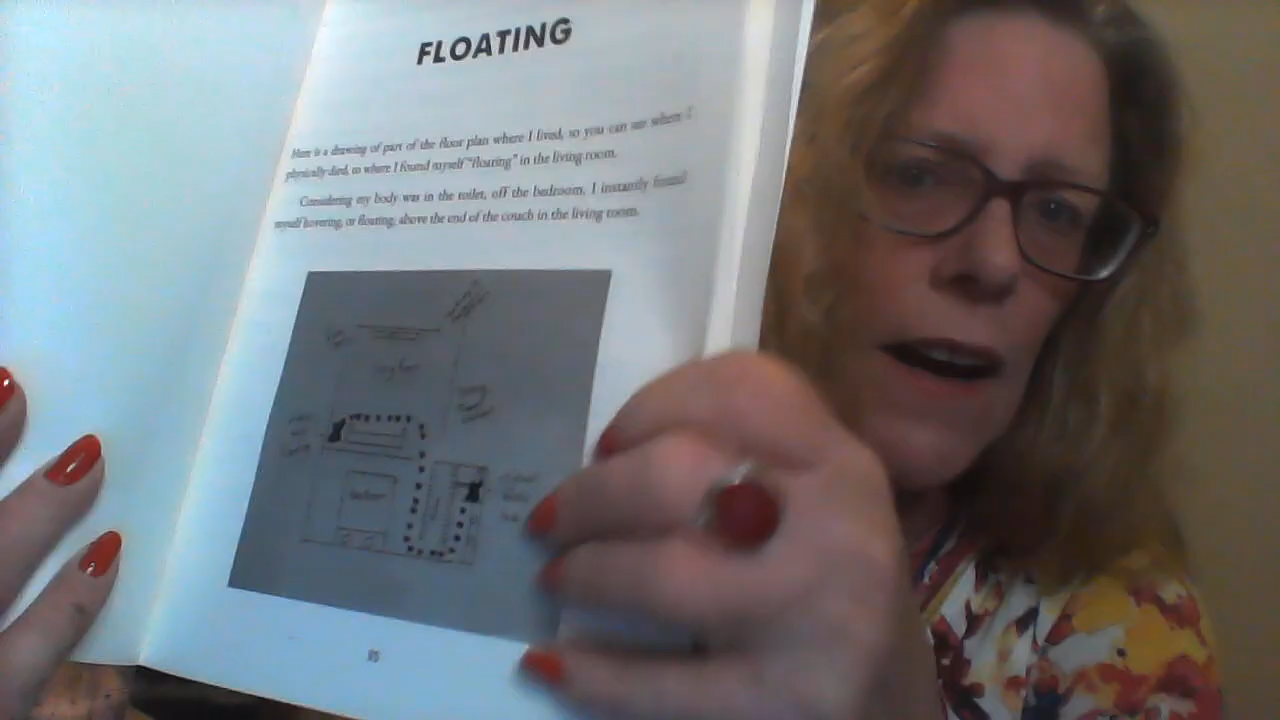 FLOATING
Here is a drawing of part of the floor plan where I lived, so you can see where I
physically died, to where I found myself "floating" in the living room.
Considering my body was in the toilet, off the bedroom, I instantly found
myself hovering, or floating, above the end of the couch in the living room.